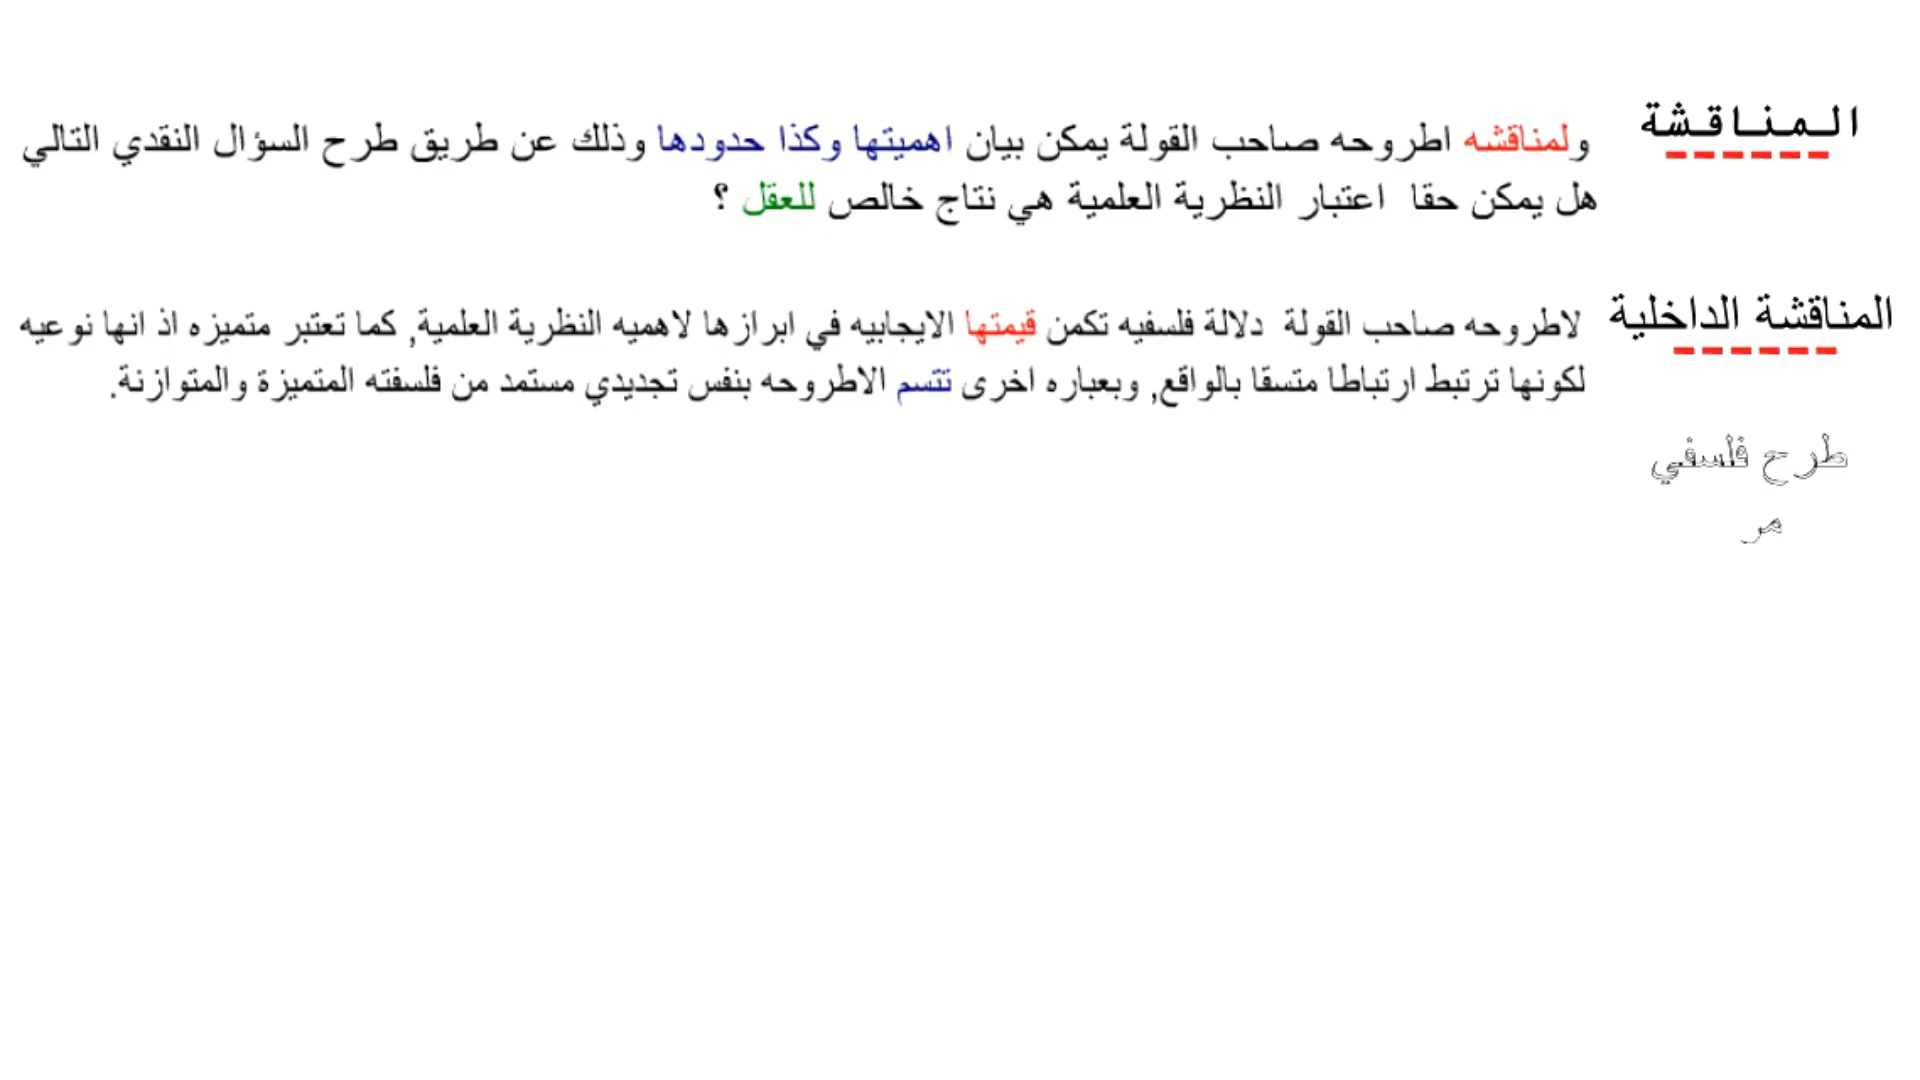 الـمـنـاقـشة
ولمناقشه اطروحه صاحب القولة يمكن بيان اهميتها وكذا حدودها وذلك عن طريق طرح السؤال النقدي التالي
هل يمكن حقا اعتبار النظرية العلمية هي نتاج خالص للعقل ؟
المناقشة الداخلية
لاطروحه صاحب القولة دلالة فلسفيه تكمن قيمتها الايجابيه في ابرازها لاهميه النظرية العلمية, كما تعتبر متميزه اذ انها نوعيه
لكونها ترتبط ارتباطا متسقا بالواقع, وبعباره اخرى تتسم الاطروحه بنفس تجديدي مستمد من فلسفته المتميزة والمتوازنة.
طرح فلسفي